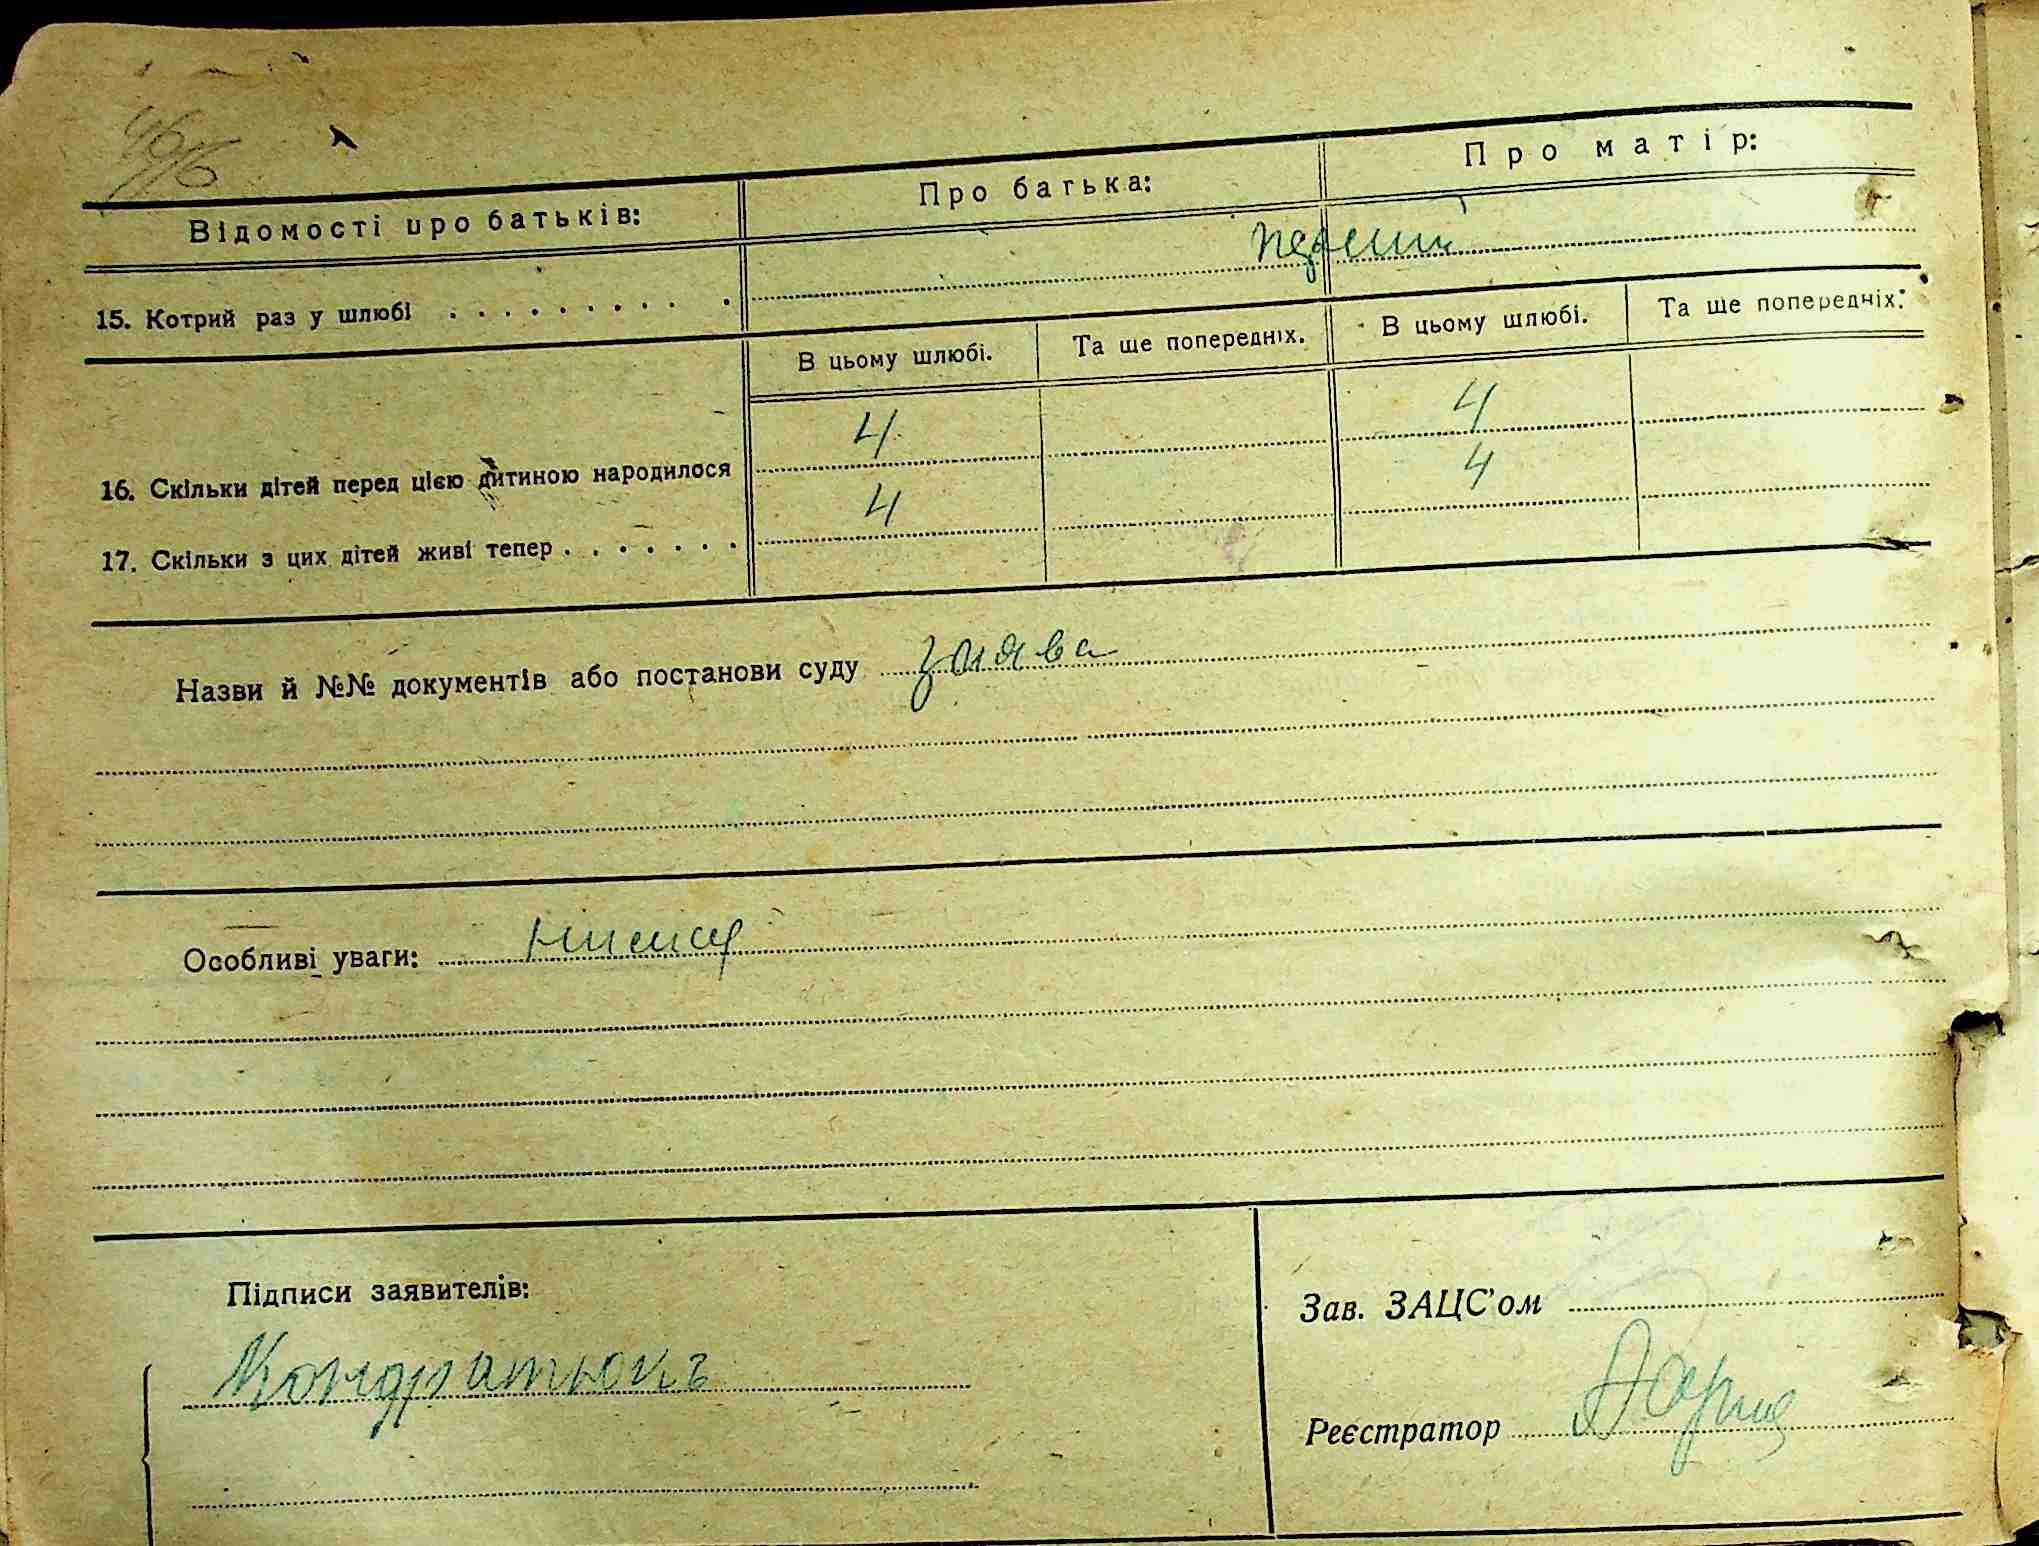 Відомості про батьків: Про батька: Про матір:
15. Котрий раз у шлюбі . . . . . . . . . . перший
В цьому шлюбі. Та ще попередніх. В цьому шлюбі. Та ще попередніх.
16. Скільки дітей перед цією дитиною народилося 4 4
17. Скільки з цих дітей живі тепер . . . . . . . 4 4
Назви й №№ документів або постанови суду заява
Особливі уваги: немає
Підписи заявителів:
Кондратюкъ
Зав. ЗАЦС'ом
Реєстратор